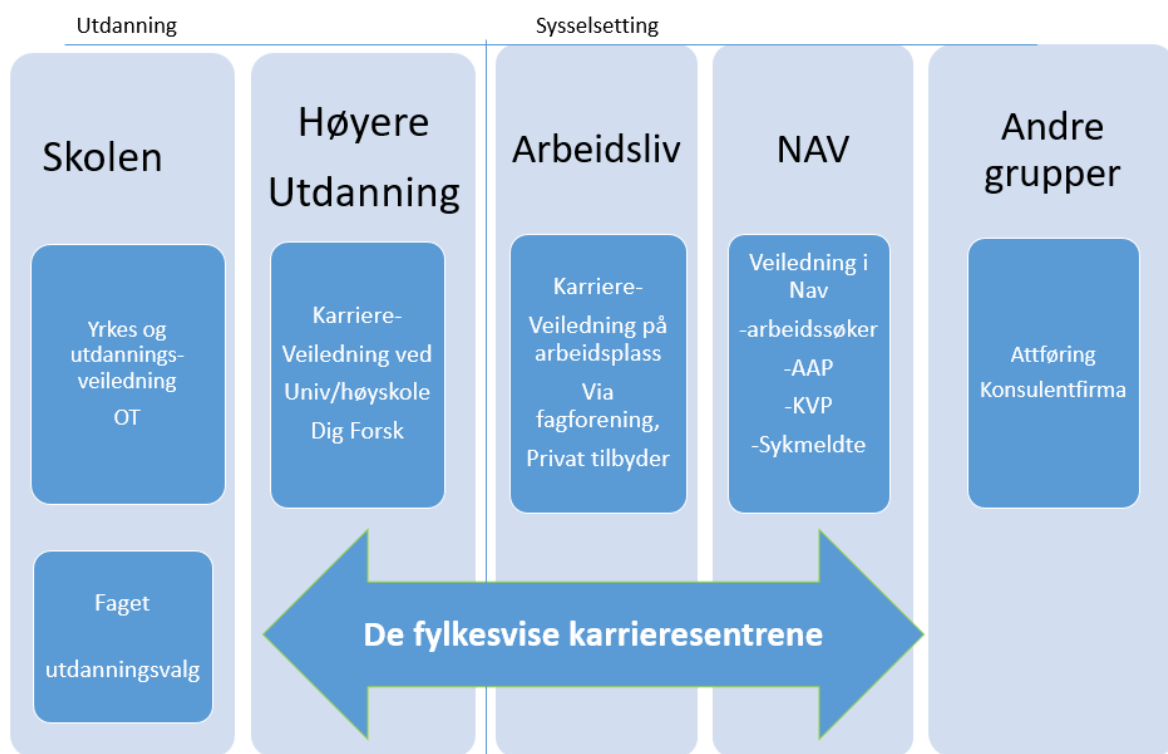 Utdanning
Sysselsetting
Skolen
Yrkes og
utdannings-
veiledning
OT
Faget
utdanningsvalg
Høyere
Utdanning
Karriere-
Veiledning ved
Univ/høyskole
Dig Forsk
Arbeidsliv
Karriere-
Veiledning på
arbeidsplass
Via
fagforening,
Privat tilbyder
NAV
Veiledning i
Nav
-arbeidssøker
-AAP
-KVP
-Sykmeldte
Andre
grupper
Attføring
Konsulentfirma
De fylkesvise karrieresentrene